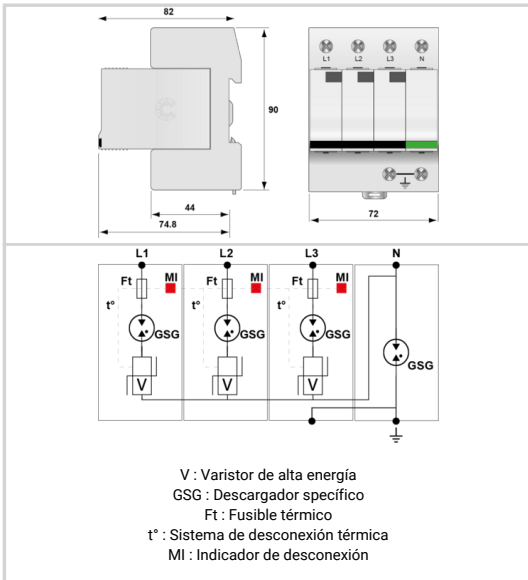 82
L1 L2 L3 N
90
44
74.8
72
L1 L2 L3 N
Ft MI Ft MI Ft MI
t° t° t°
GSG GSG GSG
GSG
V V V
V : Varistor de alta energía
GSG : Descargador específico
Ft : Fusible térmico
t° : Sistema de desconexión térmica
MI : Indicador de desconexión